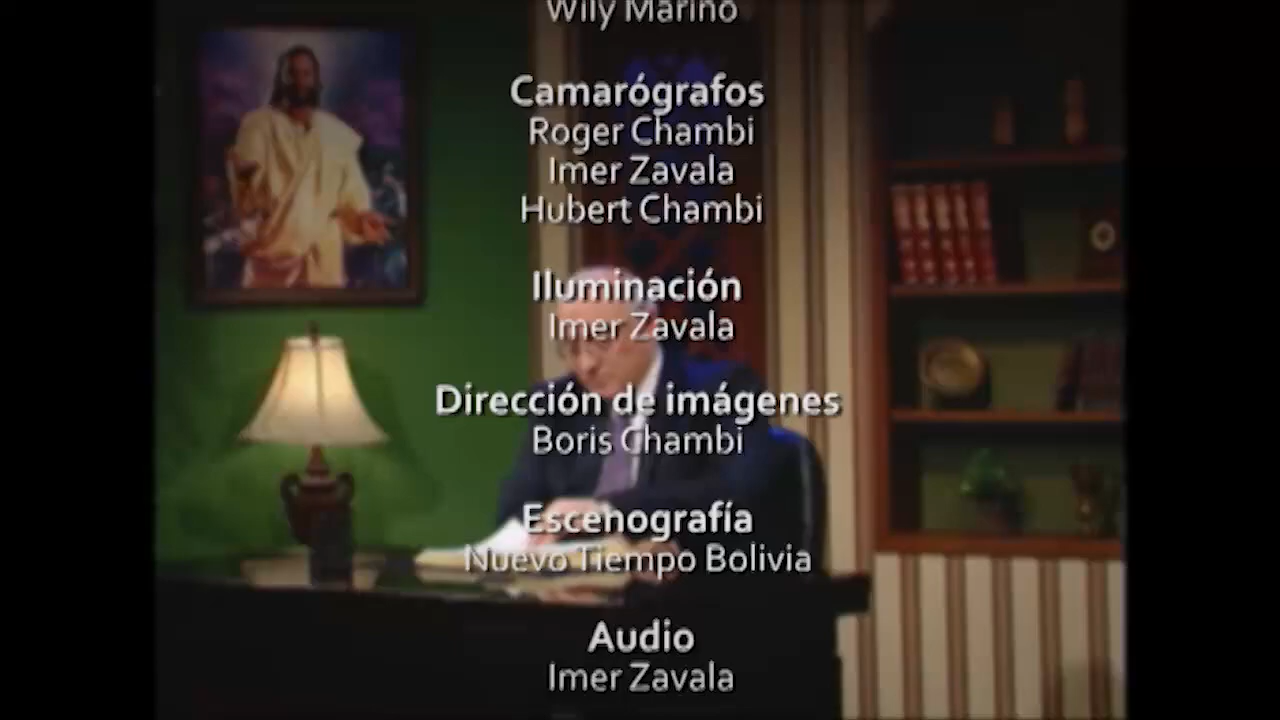 Wily Mariño
Camarógrafos
Roger Chambi
Imer Zavala
Hubert Chambi
Iluminación
Imer Zavala
Dirección de imágenes
Boris Chambi
Escenografía
Nuevo Tiempo Bolivia
Audio
Imer Zavala